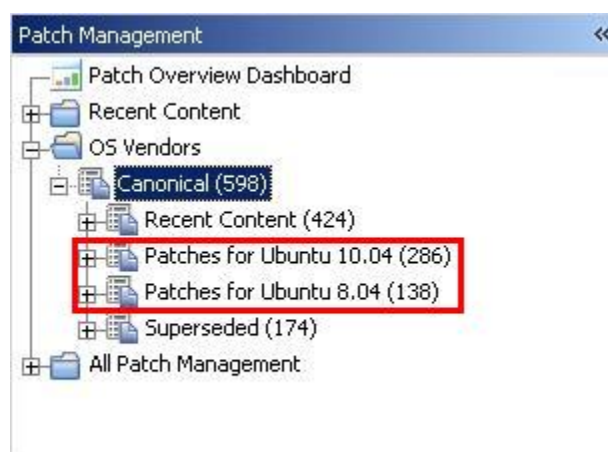 Patch Management «
Patch Overview Dashboard
Recent Content
OS Vendors
Canonical (598)
Recent Content (424)
Patches for Ubuntu 10.04 (286)
Patches for Ubuntu 8.04 (138)
Superseded (174)
All Patch Management